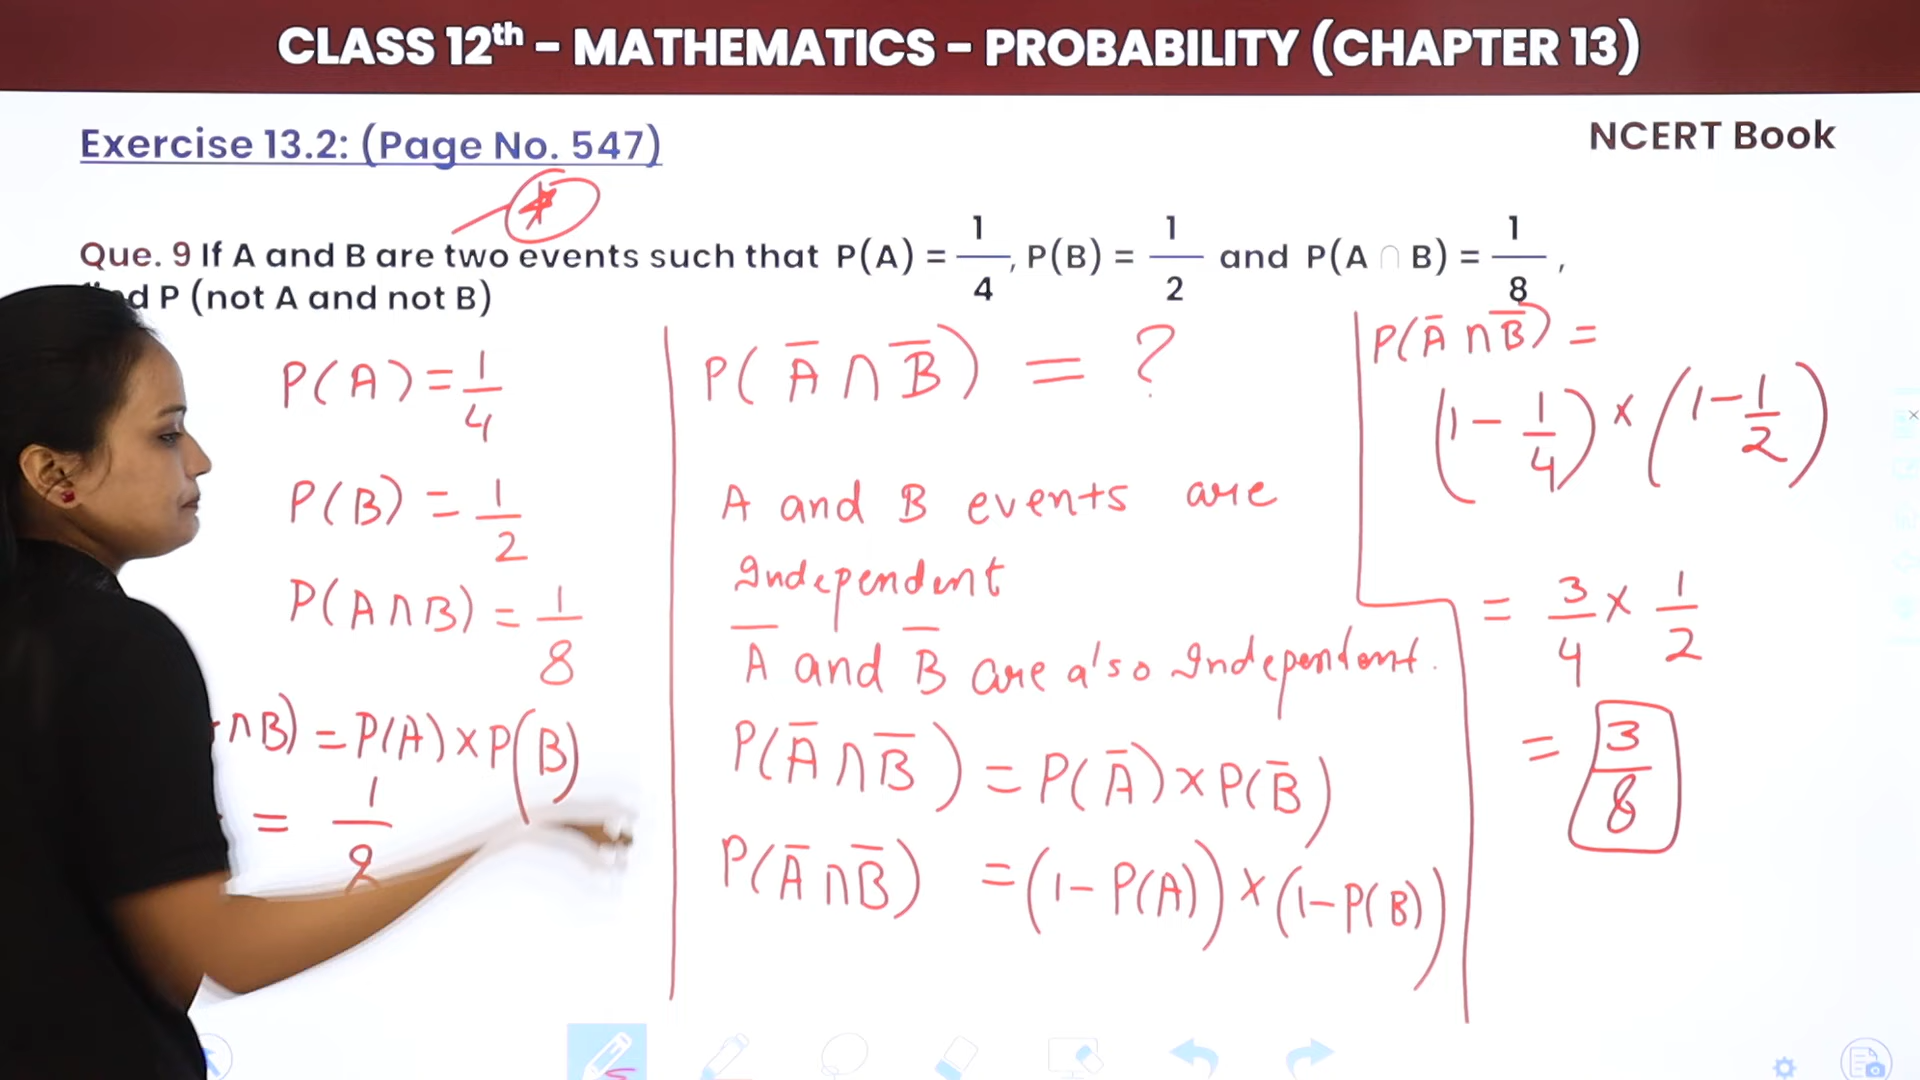 CLASS 12th – MATHEMATICS – PROBABILITY (CHAPTER 13)
Exercise 13.2: (Page No. 547)
NCERT Book
Que. 9 If A and B are two events such that P(A) = 1/4, P(B) = 1/2 and P(A ∩ B) = 1/8,
P (not A and not B)
P(A) = 1/4
P(B) = 1/2
P(A∩B) = 1/8
∩B) = P(A) × P(B)
= 1/8
P(A̅ ∩ B̅) = ?
A and B events are
Independent
A̅ and B̅ are also Independent.
P(A̅ ∩ B̅) = P(A̅) × P(B̅)
P(A̅ ∩ B̅) = (1 – P(A)) × (1 – P(B))
P(A̅ ∩ B̅) =
(1 – 1/4) × (1 – 1/2)
= 3/4 × 1/2
= 3/8